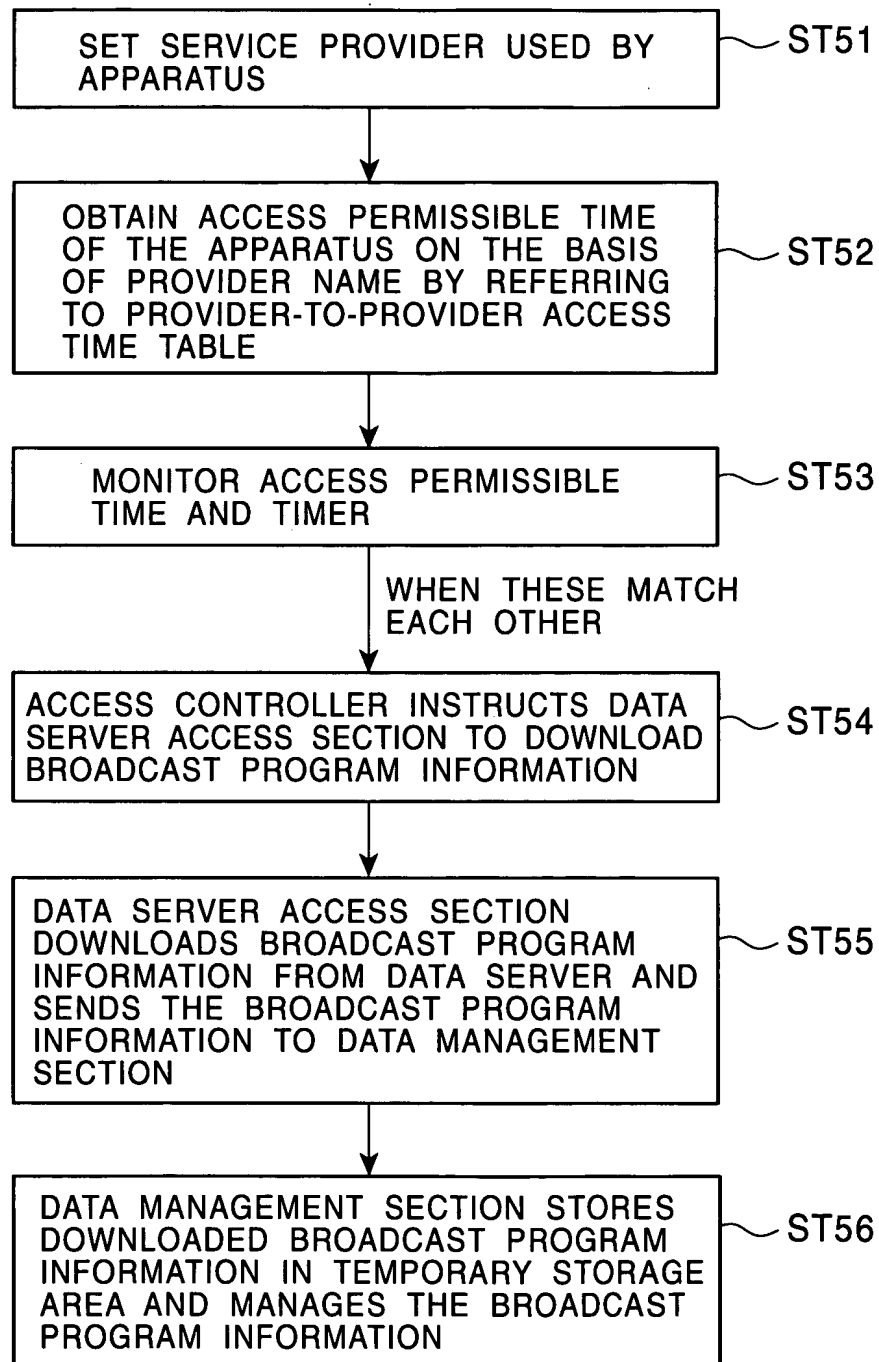 SET SERVICE PROVIDER USED BY
APPARATUS
ST51
OBTAIN ACCESS PERMISSIBLE TIME
OF THE APPARATUS ON THE BASIS
OF PROVIDER NAME BY REFERRING
TO PROVIDER-TO-PROVIDER ACCESS
TIME TABLE
ST52
MONITOR ACCESS PERMISSIBLE
TIME AND TIMER
ST53
WHEN THESE MATCH
EACH OTHER
ACCESS CONTROLLER INSTRUCTS DATA
SERVER ACCESS SECTION TO DOWNLOAD
BROADCAST PROGRAM INFORMATION
ST54
DATA SERVER ACCESS SECTION
DOWNLOADS BROADCAST PROGRAM
INFORMATION FROM DATA SERVER AND
SENDS THE BROADCAST PROGRAM
INFORMATION TO DATA MANAGEMENT
SECTION
ST55
DATA MANAGEMENT SECTION STORES
DOWNLOADED BROADCAST PROGRAM
INFORMATION IN TEMPORARY STORAGE
AREA AND MANAGES THE BROADCAST
PROGRAM INFORMATION
ST56